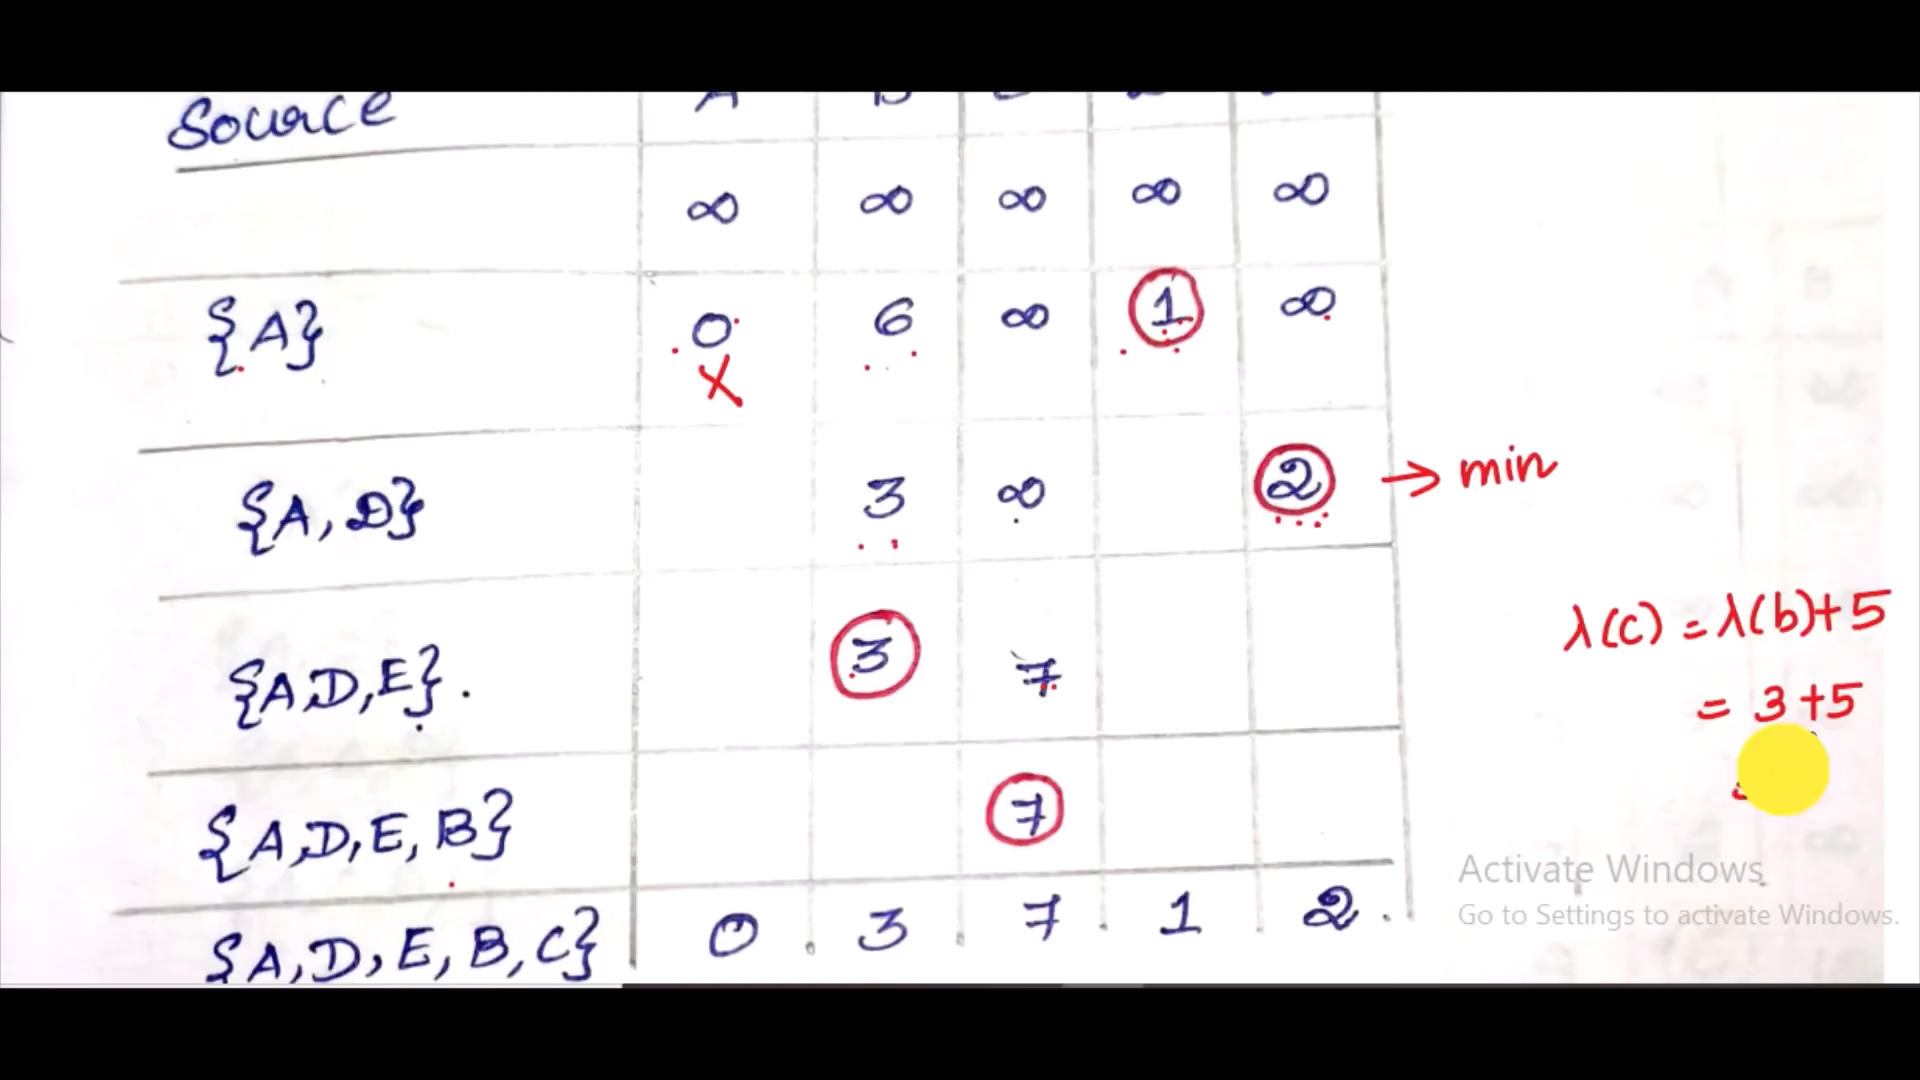 Source A B C
∞ ∞ ∞ ∞ ∞
{A} 0 6 ∞ 1 ∞
X
{A, D} 3 ∞ 2 → min
{A,D,E}. 3 7
λ(c) = λ(b)+5
= 3+5
{A,D,E,B} 7
{A,D,E,B,C} 0 3 7 1 2
Activate Windows
Go to Settings to activate Windows.